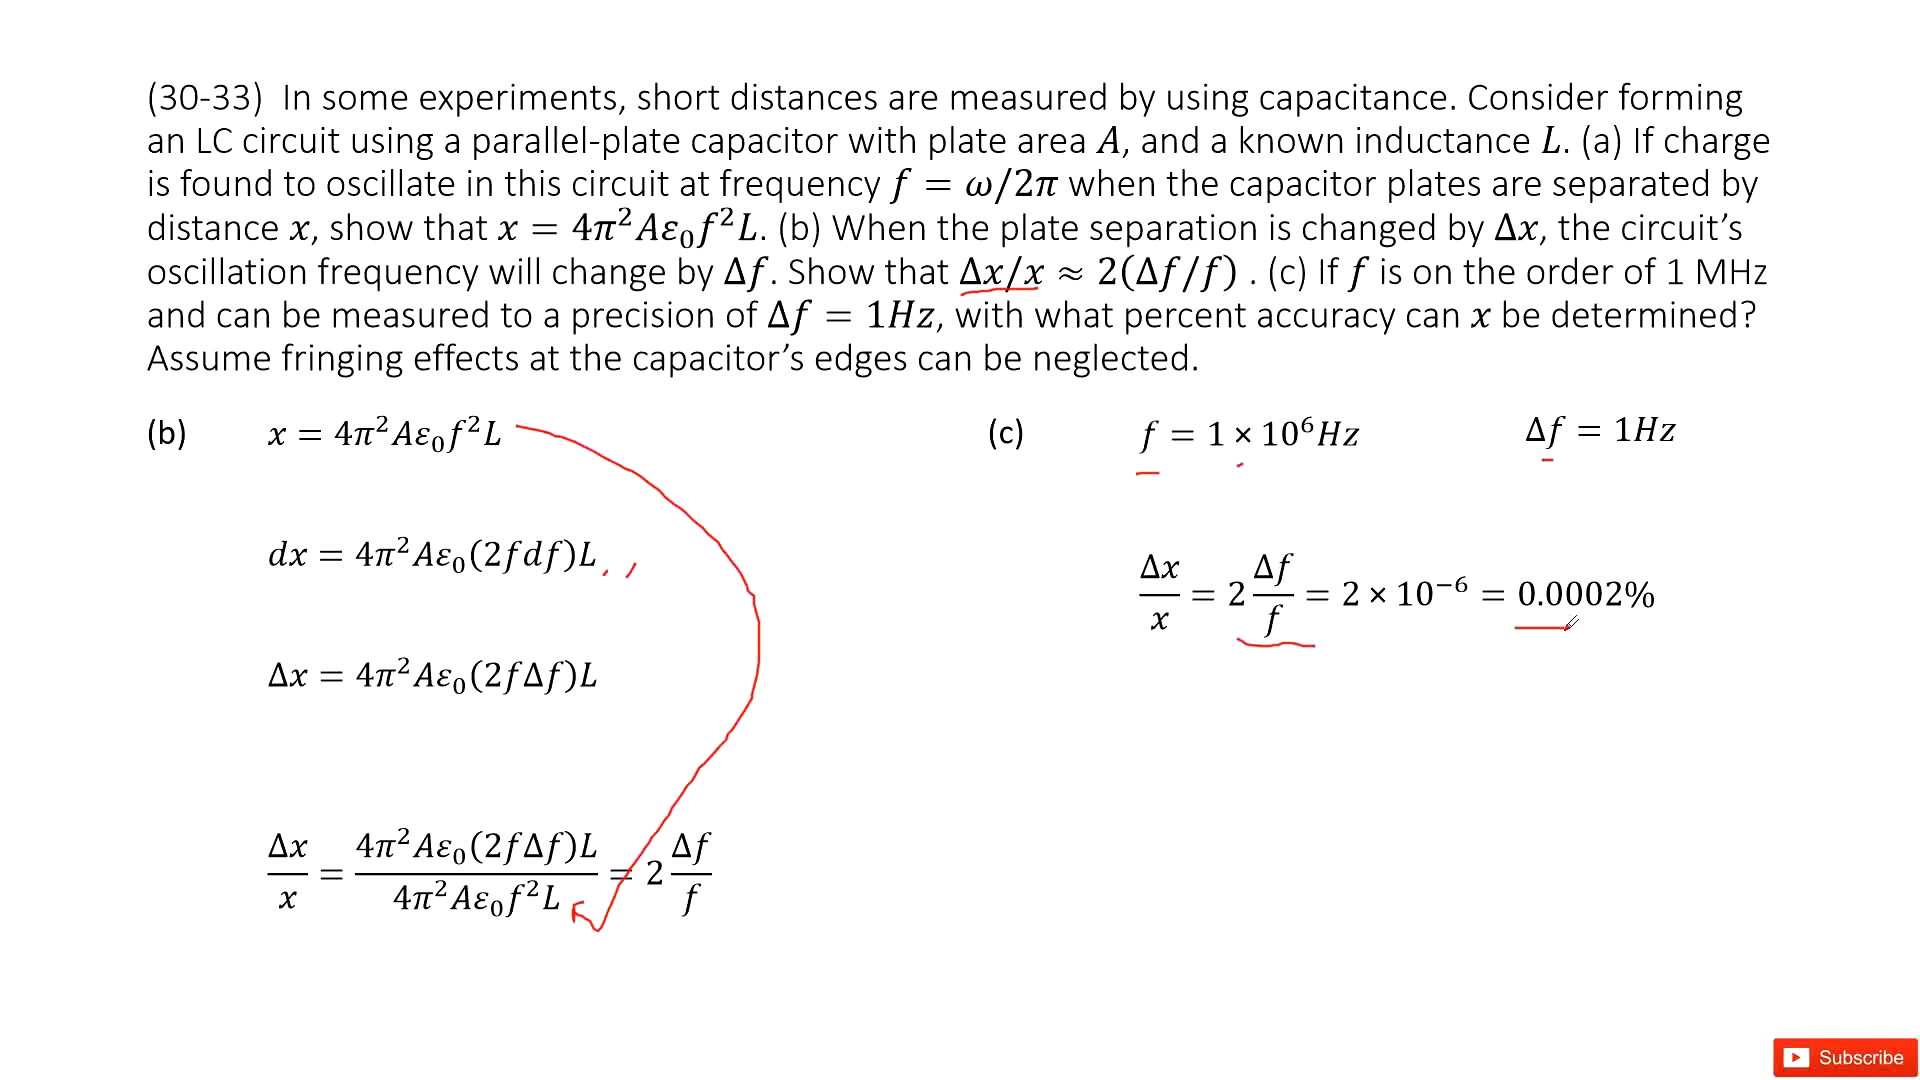 (30-33) In some experiments, short distances are measured by using capacitance. Consider forming
an LC circuit using a parallel-plate capacitor with plate area A, and a known inductance L. (a) If charge
is found to oscillate in this circuit at frequency f = ω/2π when the capacitor plates are separated by
distance x, show that x = 4π²Aε₀f²L. (b) When the plate separation is changed by Δx, the circuit’s
oscillation frequency will change by Δf. Show that Δx/x ≈ 2(Δf/f) . (c) If f is on the order of 1 MHz
and can be measured to a precision of Δf = 1Hz, with what percent accuracy can x be determined?
Assume fringing effects at the capacitor’s edges can be neglected.
(b) x = 4π²Aε₀f²L
dx = 4π²Aε₀(2fdf)L
Δx = 4π²Aε₀(2fΔf)L
Δx/x = 4π²Aε₀(2fΔf)L/4π²Aε₀f²L = 2 Δf/f
(c) f = 1 × 10⁶Hz Δf = 1Hz
Δx/x = 2 Δf/f = 2 × 10⁻⁶ = 0.0002%
Subscribe